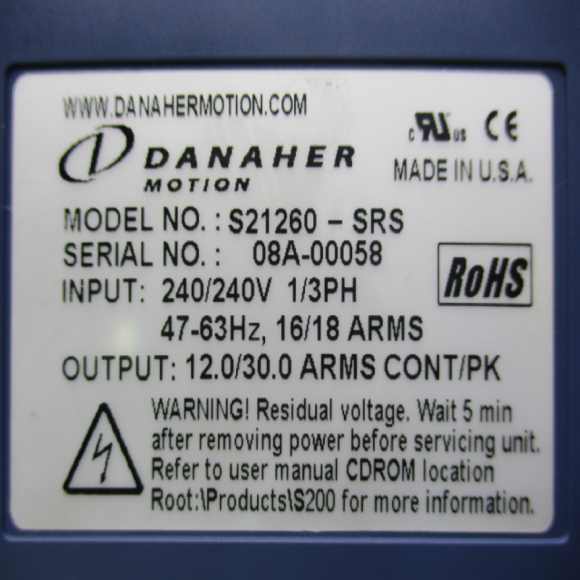 WWW.DANAHERMOTION.COM
DANAHER
MOTION
c RU us CE
MADE IN U.S.A.
MODEL NO. : S21260 – SRS
SERIAL NO. : 08A-00058
INPUT: 240/240V 1/3PH
47-63Hz, 16/18 ARMS
RoHS
OUTPUT: 12.0/30.0 ARMS CONT/PK
WARNING! Residual voltage. Wait 5 min
after removing power before servicing unit.
Refer to user manual CDROM location
Root:\Products\S200 for more information.